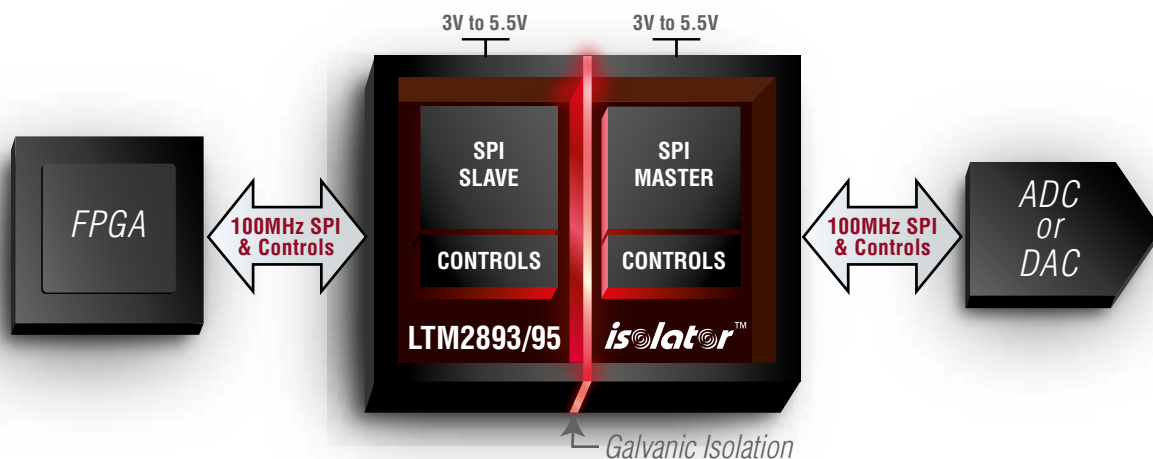 3V to 5.5V
3V to 5.5V
FPGA
100MHz SPI
& Controls
SPI
SLAVE
CONTROLS
SPI
MASTER
CONTROLS
LTM2893/95
isolator™
100MHz SPI
& Controls
ADC
or
DAC
Galvanic Isolation